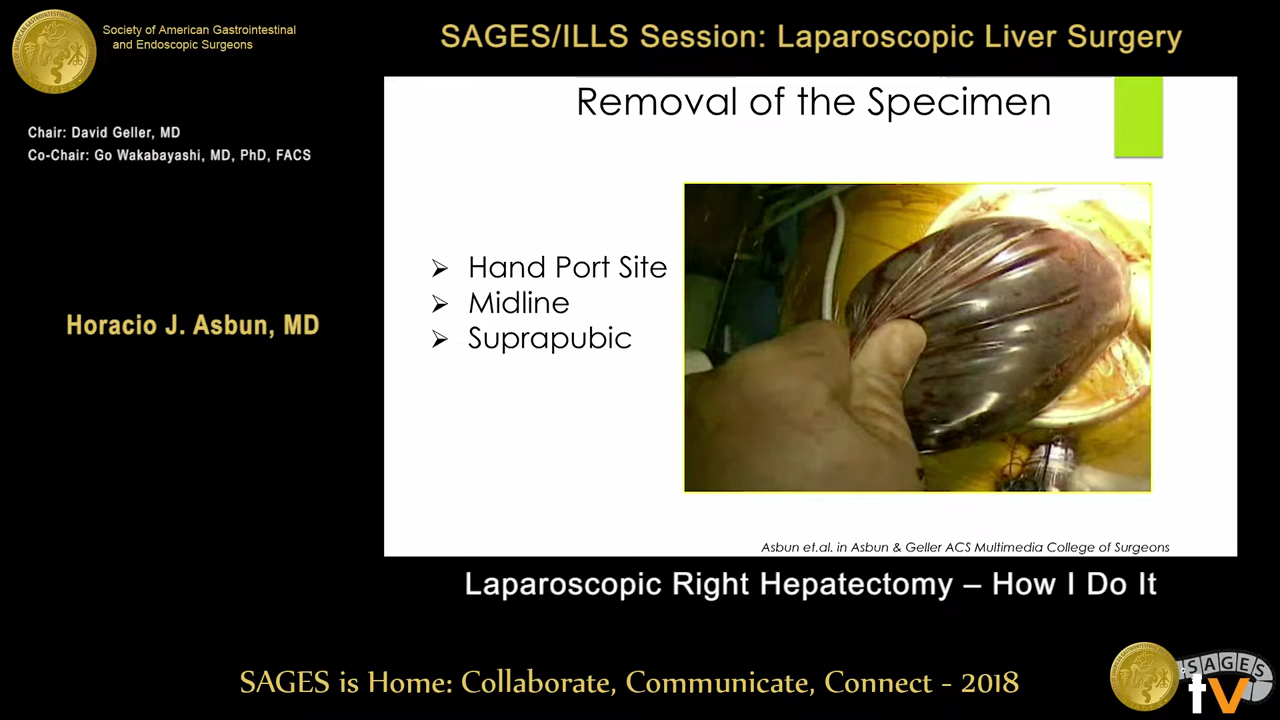 Society of American Gastrointestinal
and Endoscopic Surgeons
SAGES/ILLS Session: Laparoscopic Liver Surgery
Chair: David Geller, MD
Co-Chair: Go Wakabayashi, MD, PhD, FACS
Horacio J. Asbun, MD
Removal of the Specimen
Hand Port Site
Midline
Suprapubic
Asbun et.al. in Asbun & Geller ACS Multimedia College of Surgeons
Laparoscopic Right Hepatectomy – How I Do It
SAGES is Home: Collaborate, Communicate, Connect - 2018
SAGES
tv